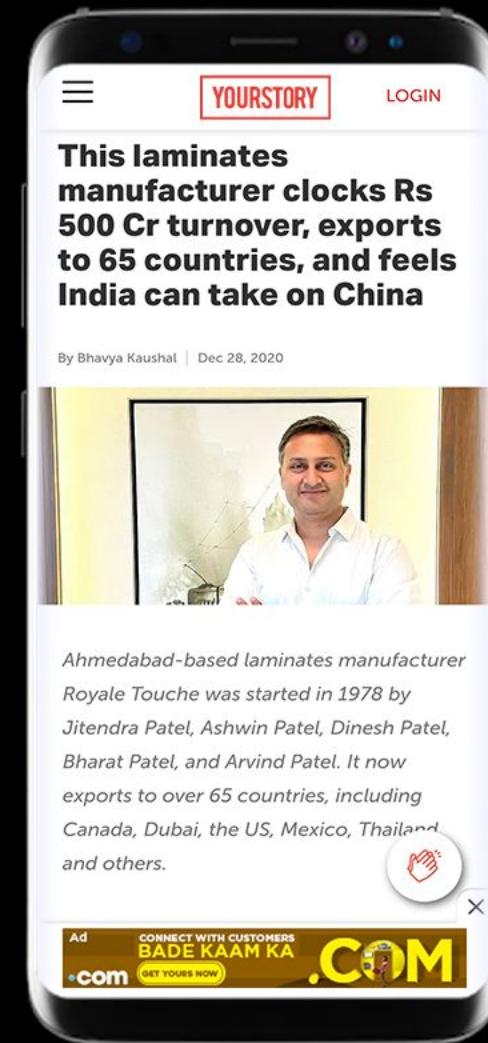 YOURSTORY
LOGIN
This laminates
manufacturer clocks Rs
500 Cr turnover, exports
to 65 countries, and feels
India can take on China
By Bhavya Kaushal | Dec 28, 2020
Ahmedabad-based laminates manufacturer
Royale Touche was started in 1978 by
Jitendra Patel, Ashwin Patel, Dinesh Patel,
Bharat Patel, and Arvind Patel. It now
exports to over 65 countries, including
Canada, Dubai, the US, Mexico, Thailand
and others.
Ad
CONNECT WITH CUSTOMERS
BADE KAAM KA
.COM
.com
GET YOURS NOW